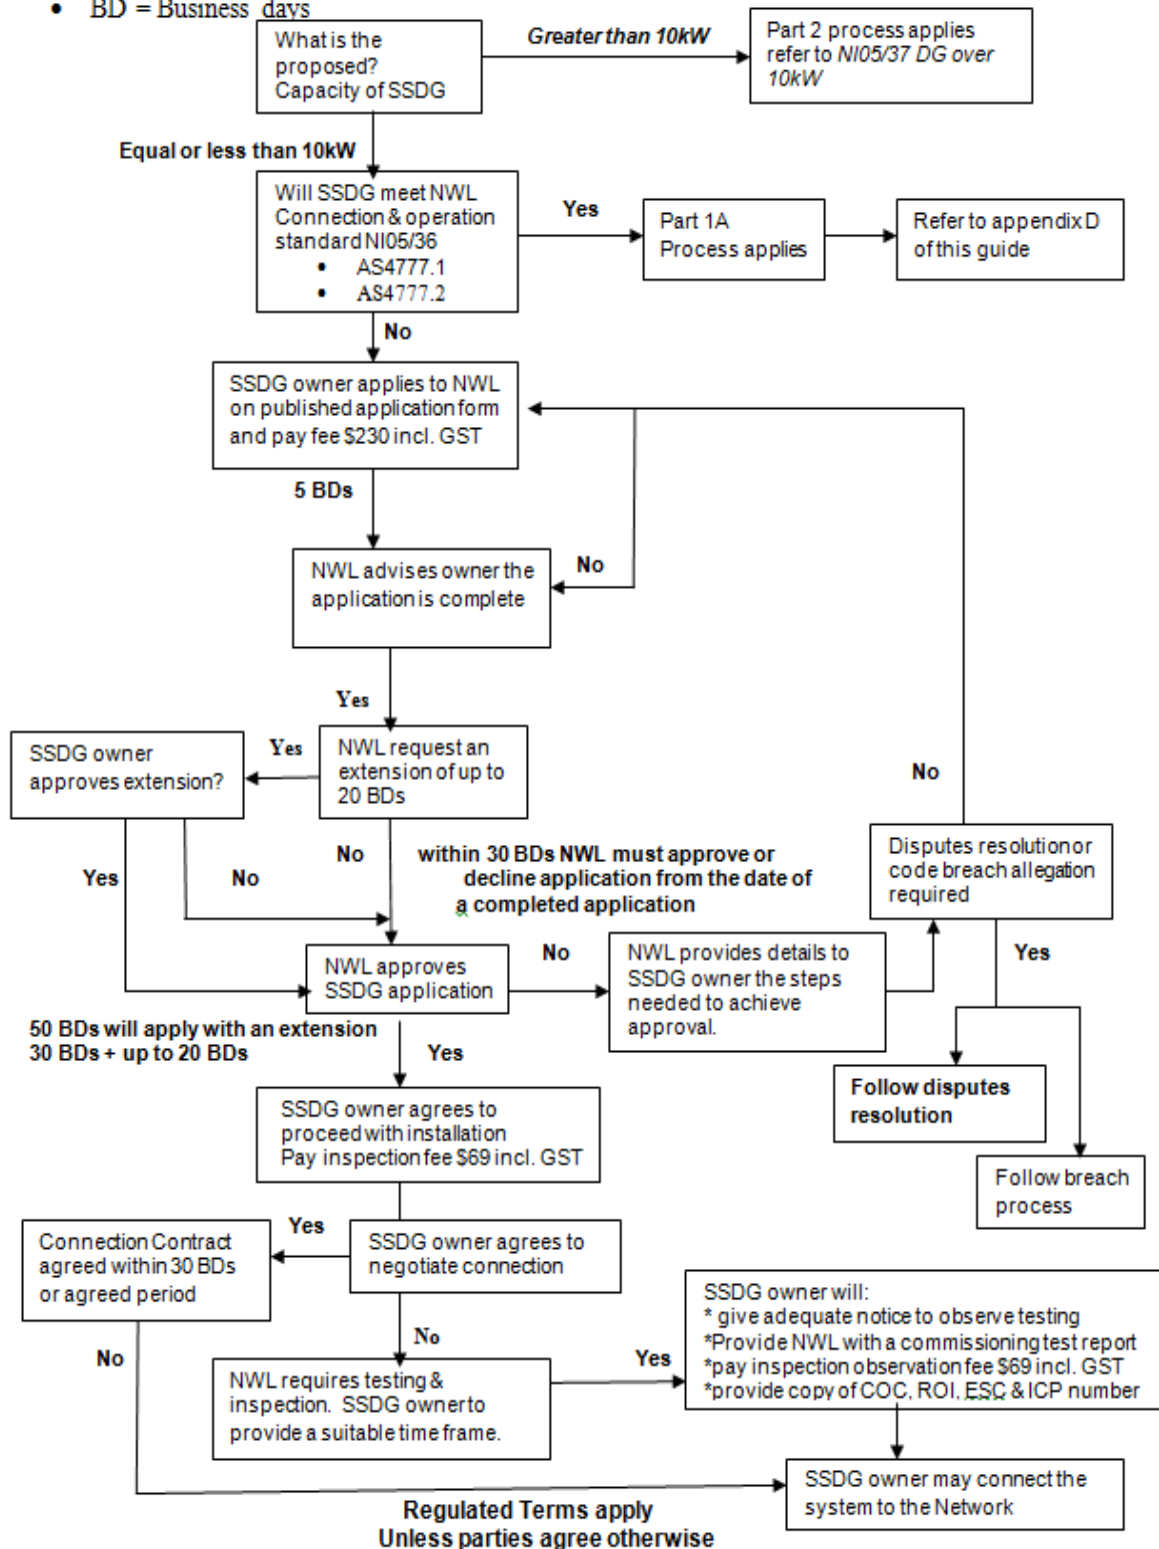 • BD = Business days
What is the
proposed?
Capacity of SSDG
Greater than 10kW
Part 2 process applies
refer to NI05/37 DG over
10kW
Equal or less than 10kW
Will SSDG meet NWL
Connection & operation
standard NI05/36
• AS4777.1
• AS4777.2
Yes
Part 1A
Process applies
Refer to appendix D
of this guide
No
SSDG owner applies to NWL
on published application form
and pay fee $230 incl. GST
5 BDs
NWL advises owner the
application is complete
No
Yes
SSDG owner
approves extension?
Yes
NWL request an
extension of up to
20 BDs
No
Yes
No
No
within 30 BDs NWL must approve or
decline application from the date of
a completed application
Disputes resolution or
code breach allegation
required
NWL approves
SSDG application
No
NWL provides details to
SSDG owner the steps
needed to achieve
approval.
Yes
50 BDs will apply with an extension
30 BDs + up to 20 BDs
Yes
Follow disputes
resolution
SSDG owner agrees to
proceed with installation
Pay inspection fee $69 incl. GST
Follow breach
process
Connection Contract
agreed within 30 BDs
or agreed period
Yes
SSDG owner agrees to
negotiate connection
SSDG owner will:
* give adequate notice to observe testing
*Provide NWL with a commissioning test report
*pay inspection observation fee $69 incl. GST
*provide copy of COC, ROI, ESC & ICP number
No
No
NWL requires testing &
inspection. SSDG owner to
provide a suitable time frame.
Yes
SSDG owner may connect the
system to the Network
Regulated Terms apply
Unless parties agree otherwise